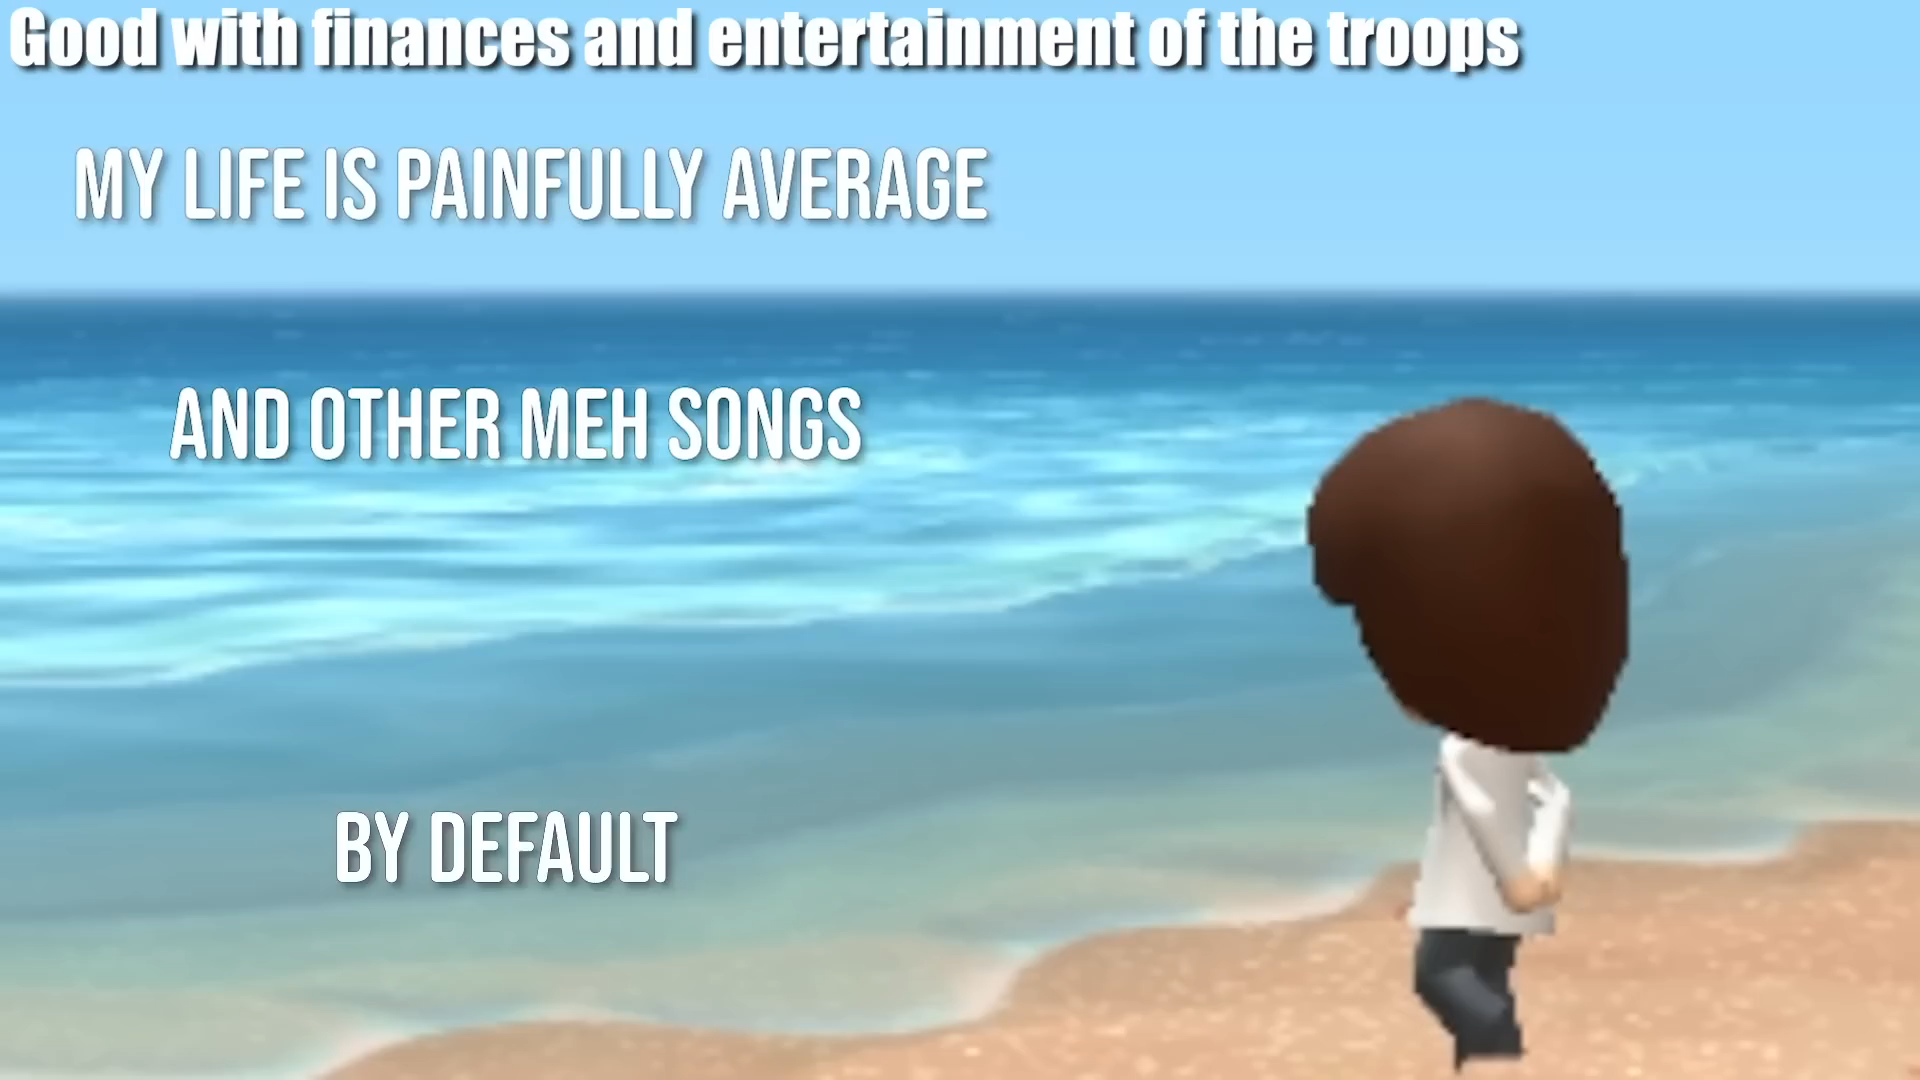 Good with finances and entertainment of the troops
MY LIFE IS PAINFULLY AVERAGE
AND OTHER MEH SONGS
BY DEFAULT